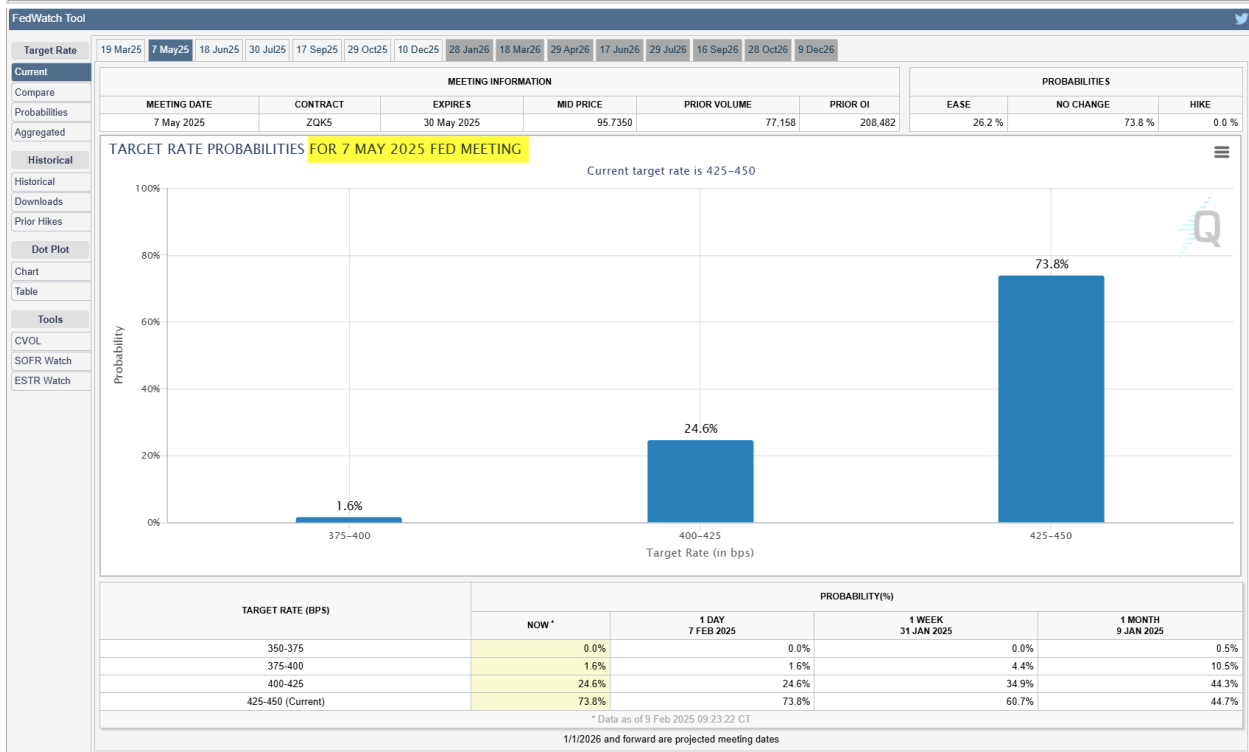 FedWatch Tool
Target Rate
Current
Compare
Probabilities
Aggregated
Historical
Historical
Downloads
Prior Hikes
Dot Plot
Chart
Table
Tools
CVOL
SOFR Watch
ESTR Watch
19 Mar25 7 May25 18 Jun25 30 Jul25 17 Sep25 29 Oct25 10 Dec25 28 Jan26 18 Mar26 29 Apr26 17 Jun26 29 Jul26 16 Sep26 28 Oct26 9 Dec26
MEETING INFORMATION
MEETING DATE CONTRACT EXPIRES MID PRICE PRIOR VOLUME PRIOR OI
7 May 2025 ZQK5 30 May 2025 95.7350 77,158 208,482
PROBABILITIES
EASE NO CHANGE HIKE
26.2 % 73.8 % 0.0 %
TARGET RATE PROBABILITIES FOR 7 MAY 2025 FED MEETING
Current target rate is 425-450
Q
Probability
100%
80%
60%
40%
20%
0%
1.6%
24.6%
73.8%
375-400 400-425 425-450
Target Rate (in bps)
TARGET RATE (BPS) PROBABILITY(%)
NOW * 1 DAY 7 FEB 2025 1 WEEK 31 JAN 2025 1 MONTH 9 JAN 2025
350-375 0.0% 0.0% 0.0% 0.5%
375-400 1.6% 1.6% 4.4% 10.5%
400-425 24.6% 24.6% 34.9% 44.3%
425-450 (Current) 73.8% 73.8% 60.7% 44.7%
* Data as of 9 Feb 2025 09:23:22 CT
1/1/2026 and forward are projected meeting dates